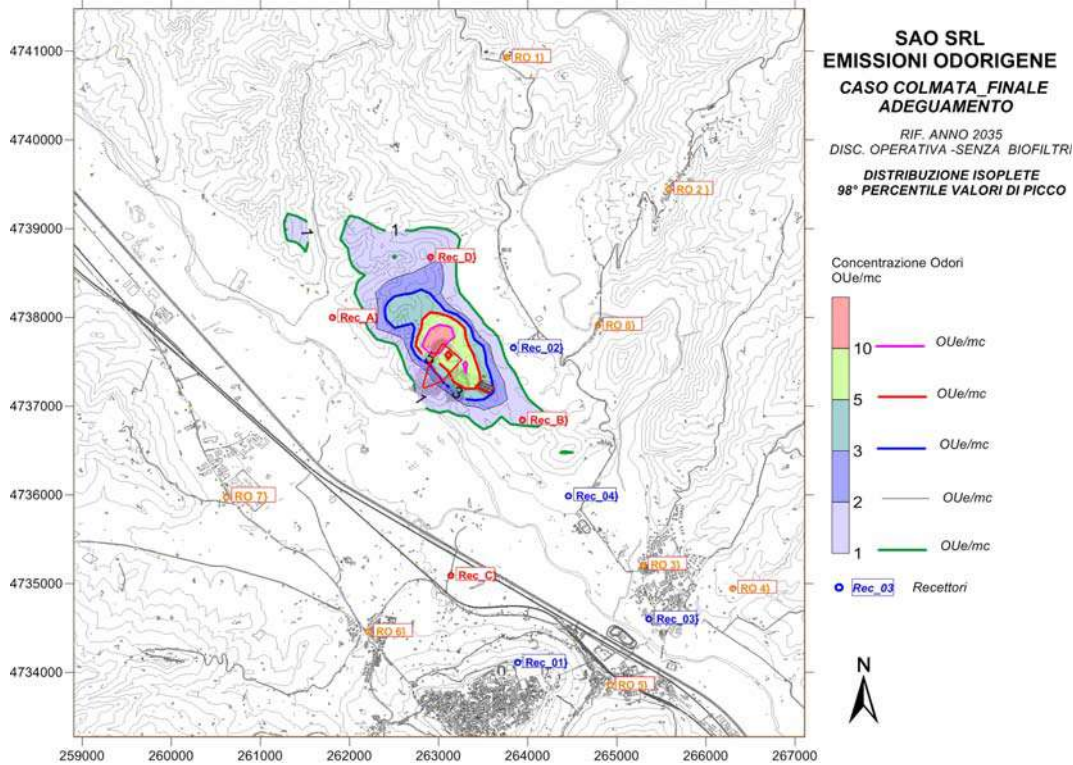 SAO SRL
EMISSIONI ODORIGENE
CASO COLMATA_FINALE
ADEGUAMENTO
RIF. ANNO 2035
DISC. OPERATIVA -SENZA BIOFILTRI
DISTRIBUZIONE ISOPLETE
98° PERCENTILE VALORI DI PICCO
Concentrazione Odori
OUe/mc
10 OUe/mc
5 OUe/mc
3 OUe/mc
2 OUe/mc
1 OUe/mc
Rec_03 Recettori
N
4741000
4740000
4739000
4738000
4737000
4736000
4735000
4734000
259000 260000 261000 262000 263000 264000 265000 266000 267000
RO 1}
RO 2 }
1
1
Rec_D}
Rec_A}
RO 8}
Rec_02}
5
3
1
Rec_B}
RO 7}
Rec_04}
RO 3}
Rec_C}
RO 4}
Rec_03}
RO 6}
Rec_01}
RO 5}